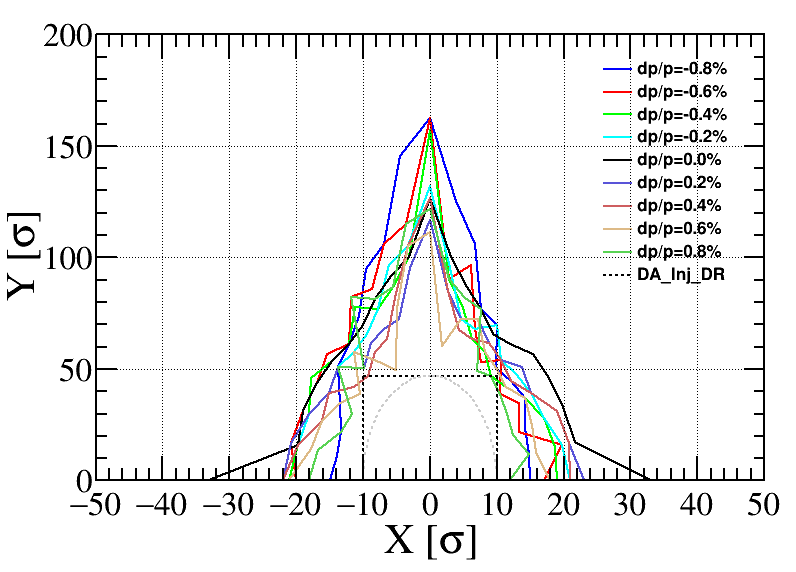 200
150
100
50
0
Y [σ]
dp/p=-0.8%
dp/p=-0.6%
dp/p=-0.4%
dp/p=-0.2%
dp/p=0.0%
dp/p=0.2%
dp/p=0.4%
dp/p=0.6%
dp/p=0.8%
DA_Inj_DR
−50 −40 −30 −20 −10 0 10 20 30 40 50
X [σ]